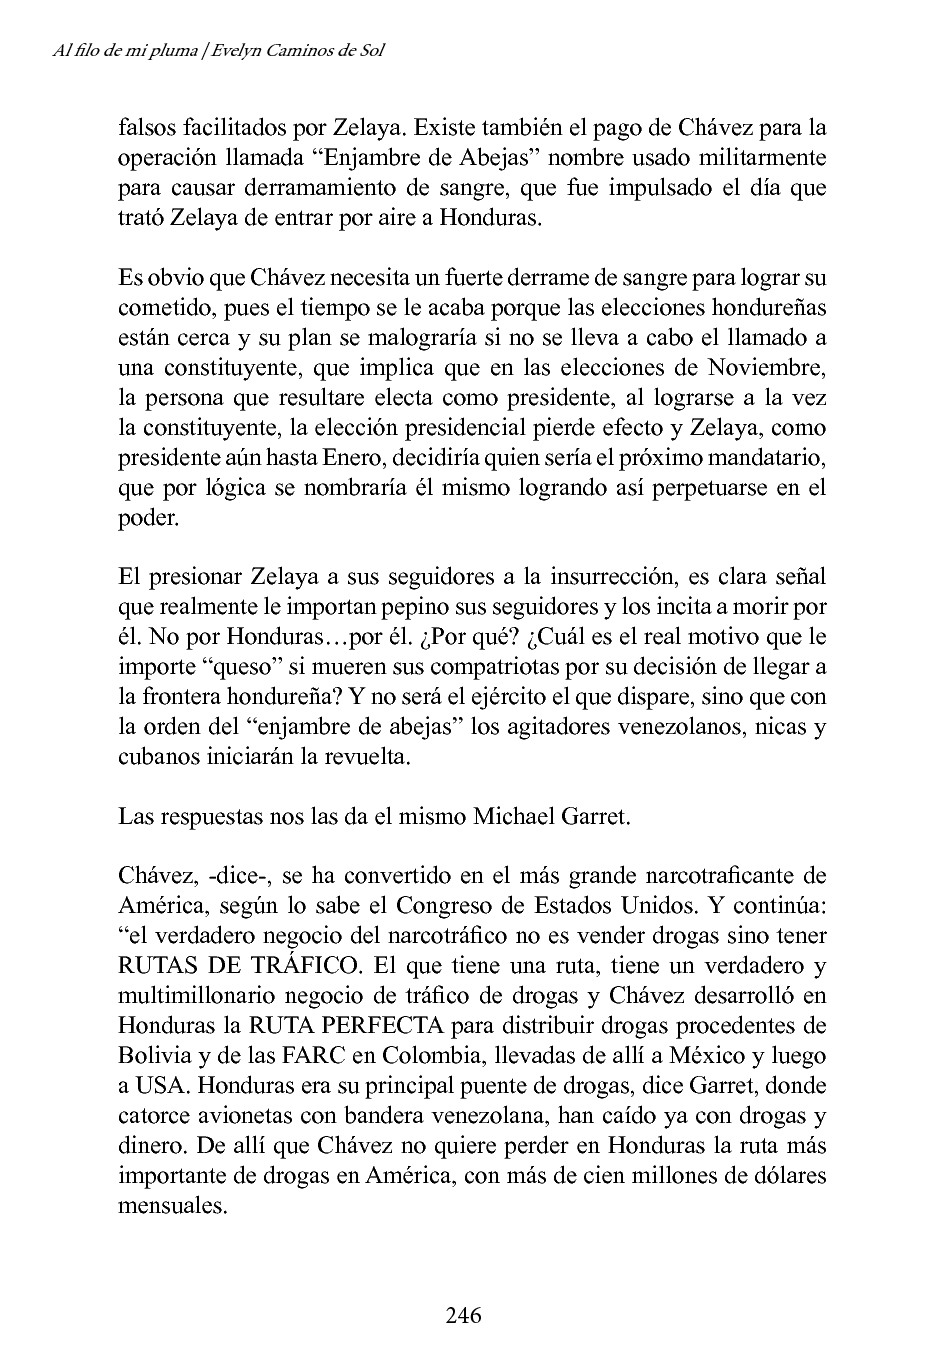 Al filo de mi pluma / Evelyn Caminos de Sol
falsos facilitados por Zelaya. Existe también el pago de Chávez para la
operación llamada “Enjambre de Abejas” nombre usado militarmente
para causar derramamiento de sangre, que fue impulsado el día que
trató Zelaya de entrar por aire a Honduras.
Es obvio que Chávez necesita un fuerte derrame de sangre para lograr su
cometido, pues el tiempo se le acaba porque las elecciones hondureñas
están cerca y su plan se malograría si no se lleva a cabo el llamado a
una constituyente, que implica que en las elecciones de Noviembre,
la persona que resultare electa como presidente, al lograrse a la vez
la constituyente, la elección presidencial pierde efecto y Zelaya, como
presidente aún hasta Enero, decidiría quien sería el próximo mandatario,
que por lógica se nombraría él mismo logrando así perpetuarse en el
poder.
El presionar Zelaya a sus seguidores a la insurrección, es clara señal
que realmente le importan pepino sus seguidores y los incita a morir por
él. No por Honduras…por él. ¿Por qué? ¿Cuál es el real motivo que le
importe “queso” si mueren sus compatriotas por su decisión de llegar a
la frontera hondureña? Y no será el ejército el que dispare, sino que con
la orden del “enjambre de abejas” los agitadores venezolanos, nicas y
cubanos iniciarán la revuelta.
Las respuestas nos las da el mismo Michael Garret.
Chávez, -dice-, se ha convertido en el más grande narcotraficante de
América, según lo sabe el Congreso de Estados Unidos. Y continúa:
“el verdadero negocio del narcotráfico no es vender drogas sino tener
RUTAS DE TRÁFICO. El que tiene una ruta, tiene un verdadero y
multimillonario negocio de tráfico de drogas y Chávez desarrolló en
Honduras la RUTA PERFECTA para distribuir drogas procedentes de
Bolivia y de las FARC en Colombia, llevadas de allí a México y luego
a USA. Honduras era su principal puente de drogas, dice Garret, donde
catorce avionetas con bandera venezolana, han caído ya con drogas y
dinero. De allí que Chávez no quiere perder en Honduras la ruta más
importante de drogas en América, con más de cien millones de dólares
mensuales.
246